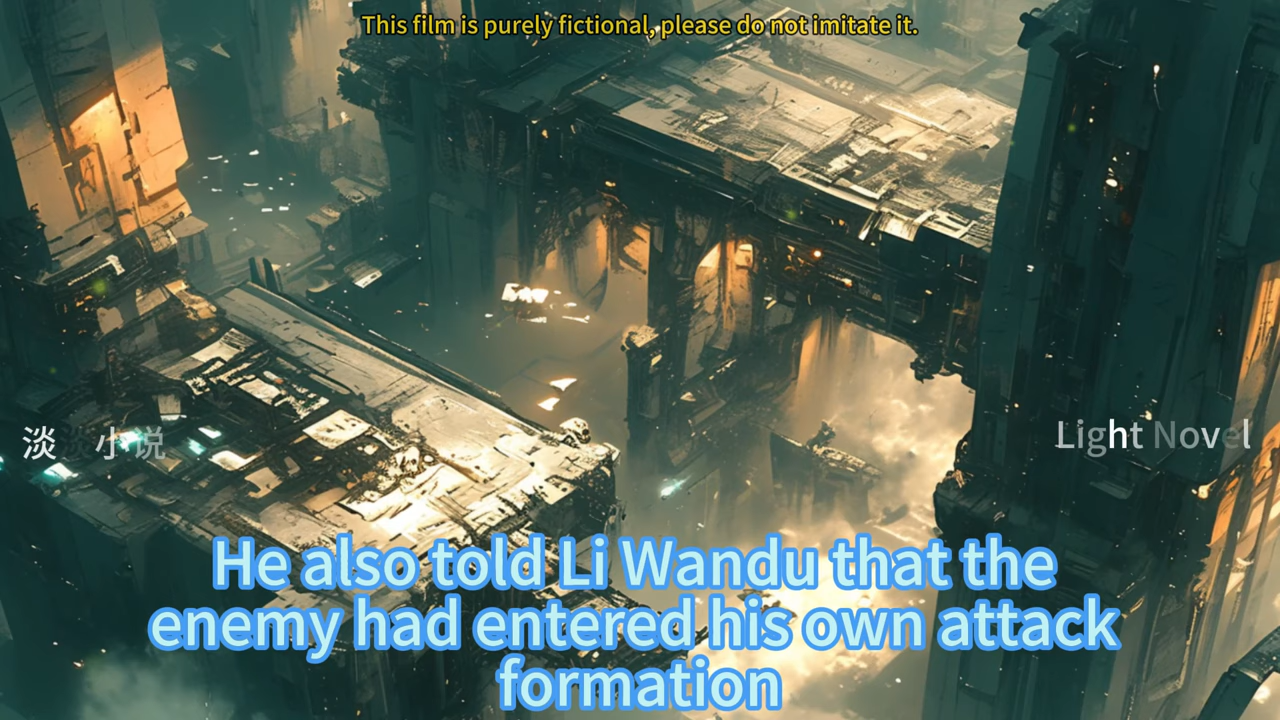 This film is purely fictional, please do not imitate it.
淡淡小说
Light Novel
He also told Li Wandu that the
enemy had entered his own attack
formation